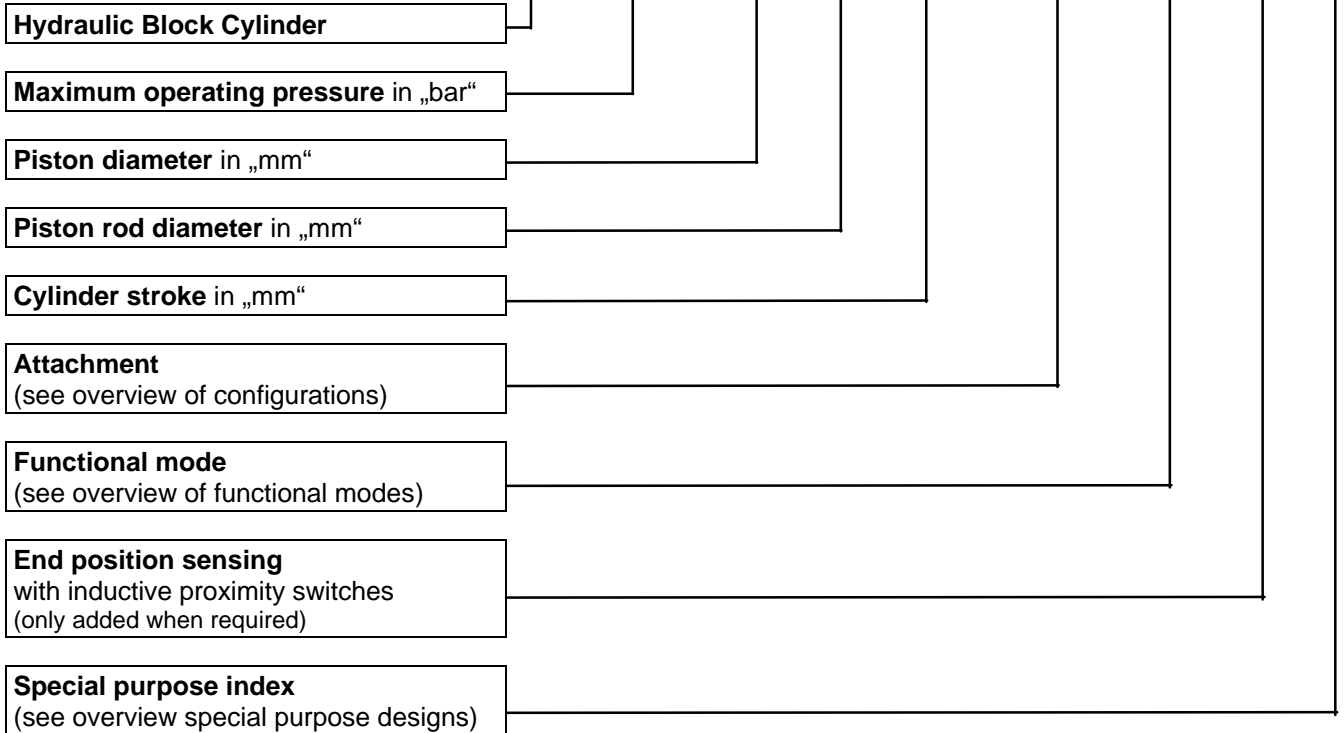 Hydraulic Block Cylinder
Maximum operating pressure in „bar“
Piston diameter in „mm“
Piston rod diameter in „mm“
Cylinder stroke in „mm“
Attachment
(see overview of configurations)
Functional mode
(see overview of functional modes)
End position sensing
with inductive proximity switches
(only added when required)
Special purpose index
(see overview special purpose designs)